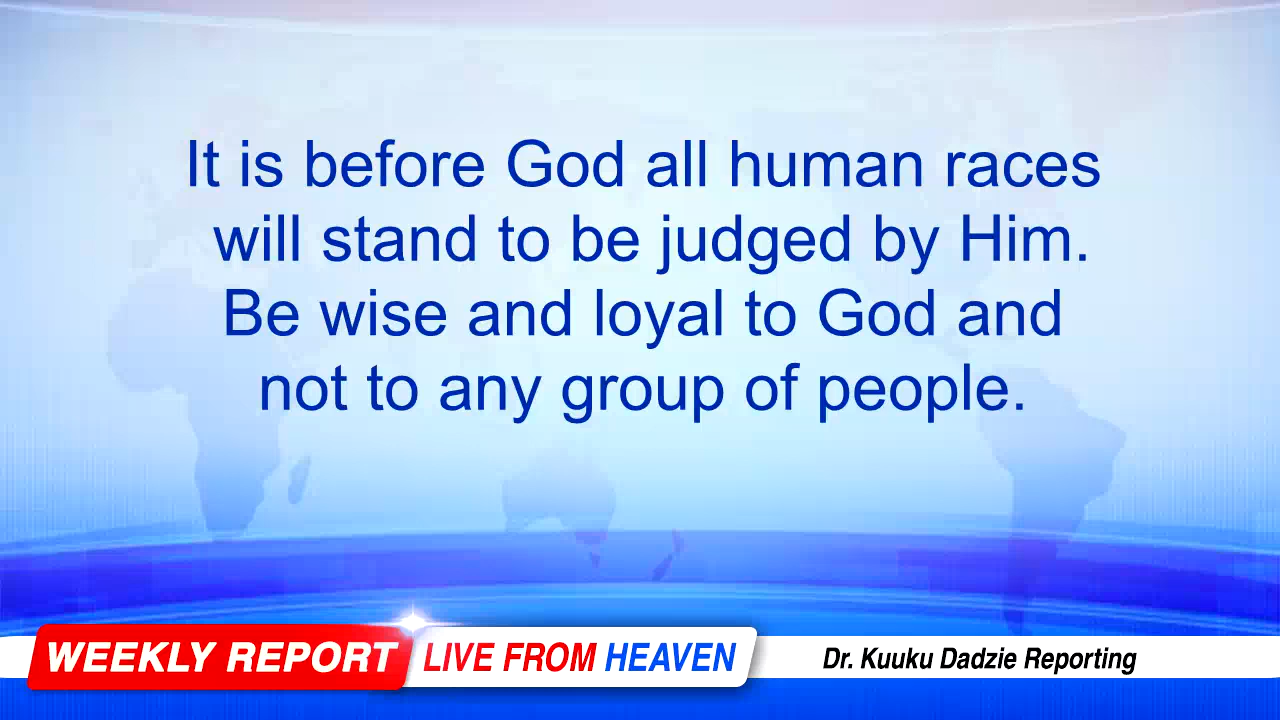 It is before God all human races
will stand to be judged by Him.
Be wise and loyal to God and
not to any group of people.
WEEKLY REPORT LIVE FROM HEAVEN Dr. Kuuku Dadzie Reporting